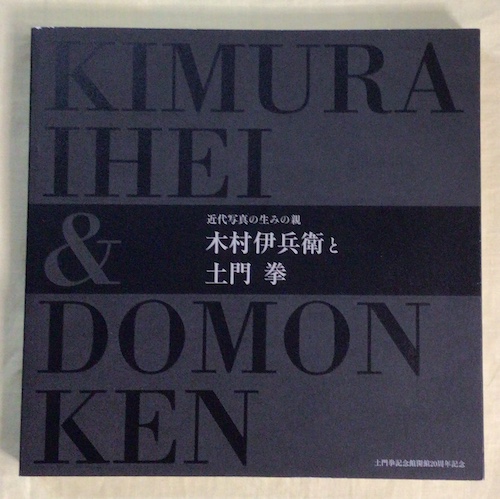 KIMURA
IHEI
&
近代写真の生みの親
木村伊兵衛と
土門 拳
DOMON
KEN
土門拳記念館開館20周年記念